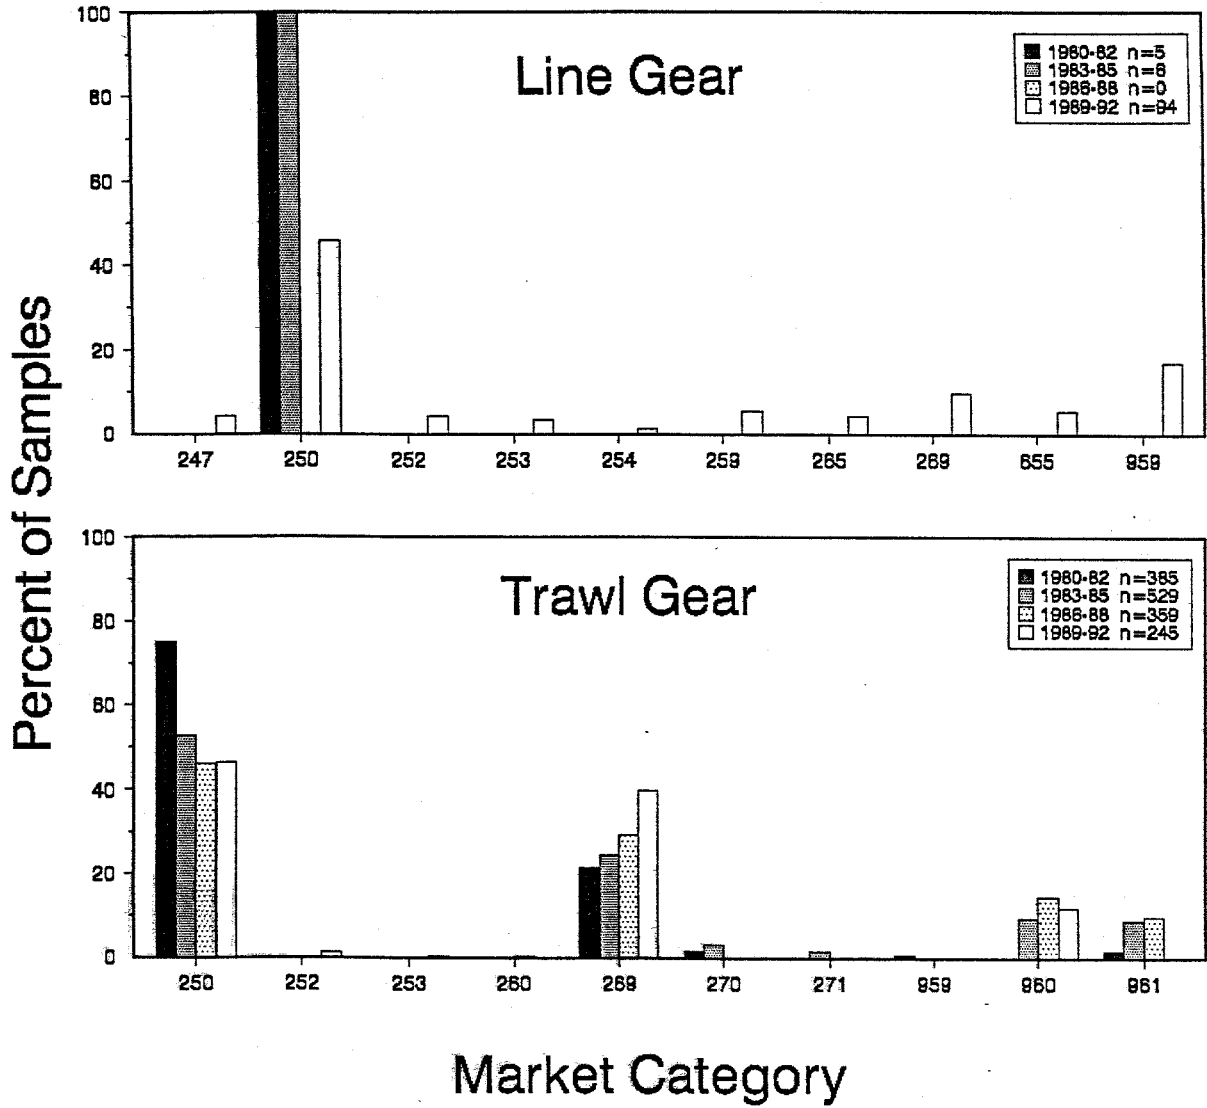 Percent of Samples
Line Gear
1980-82 n=5
1983-85 n=6
1986-88 n=0
1989-92 n=94
100
80
60
40
20
0
247 250 252 253 254 259 265 269 655 959
Trawl Gear
1980-82 n=385
1983-85 n=529
1986-88 n=359
1989-92 n=245
100
80
60
40
20
0
250 252 253 260 269 270 271 959 960 961
Market Category